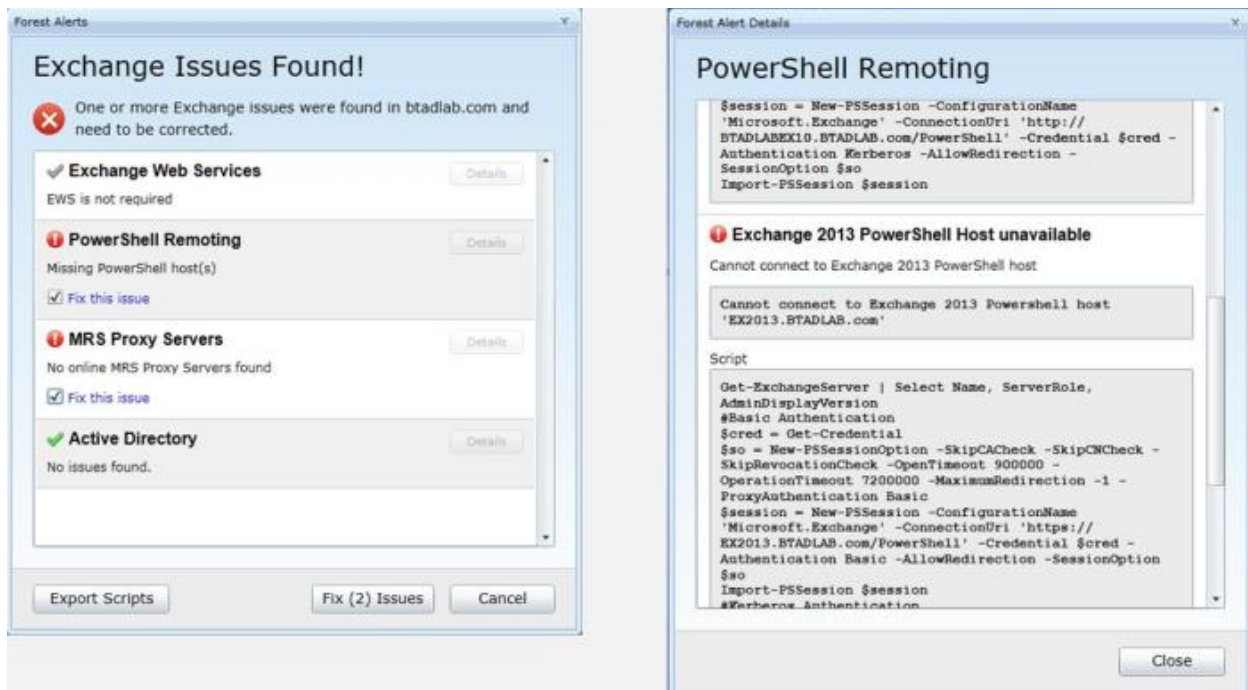 Forest Alerts
Exchange Issues Found!
One or more Exchange issues were found in btadlab.com and
need to be corrected.
Exchange Web Services
Details
EWS is not required
PowerShell Remoting
Details
Missing PowerShell host(s)
Fix this issue
MRS Proxy Servers
Details
No online MRS Proxy Servers found
Fix this issue
Active Directory
Details
No issues found.
Export Scripts
Fix (2) Issues
Cancel
Forest Alert Details
PowerShell Remoting
$session = New-PSSession -ConfigurationName
'Microsoft.Exchange' -ConnectionUri 'http://
BTADLABEX10.BTADLAB.com/PowerShell' -Credential $cred -
Authentication Kerberos -AllowRedirection -
SessionOption $so
Import-PSSession $session
Exchange 2013 PowerShell Host unavailable
Cannot connect to Exchange 2013 PowerShell host
Cannot connect to Exchange 2013 Powershell host
'EX2013.BTADLAB.com'
Script
Get-ExchangeServer | Select Name, ServerRole,
AdminDisplayVersion
#Basic Authentication
$cred = Get-Credential
$so = New-PSSessionOption -SkipCACheck -SkipCNCheck -
SkipRevocationCheck -OpenTimeout 900000 -
OperationTimeout 7200000 -MaximumRedirection -1 -
ProxyAuthentication Basic
$session = New-PSSession -ConfigurationName
'Microsoft.Exchange' -ConnectionUri 'https://
EX2013.BTADLAB.com/PowerShell' -Credential $cred -
Authentication Basic -AllowRedirection -SessionOption
$so
Import-PSSession $session
#Kerberos Authentication
Close